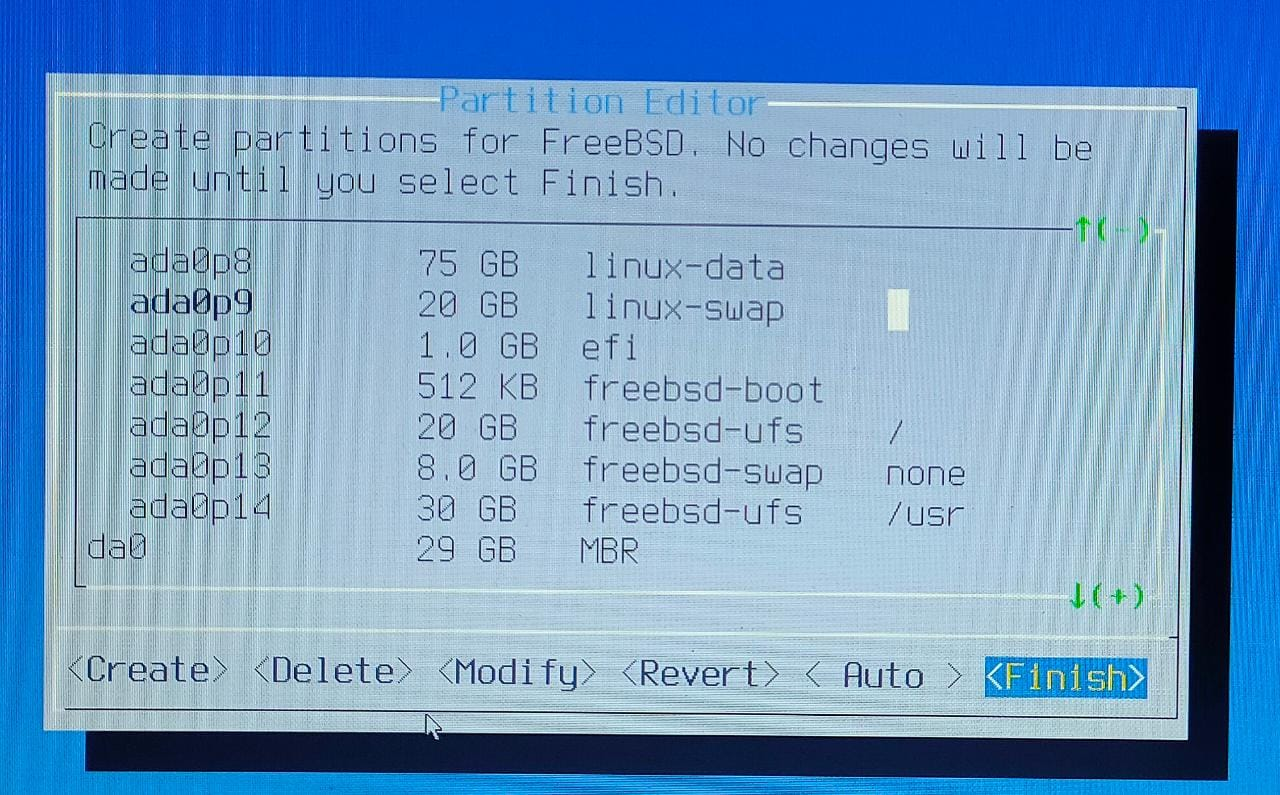 Partition Editor
Create partitions for FreeBSD. No changes will be
made until you select Finish.
↑(-)
ada0p8 75 GB linux-data
ada0p9 20 GB linux-swap
ada0p10 1.0 GB efi
ada0p11 512 KB freebsd-boot
ada0p12 20 GB freebsd-ufs /
ada0p13 8.0 GB freebsd-swap none
ada0p14 30 GB freebsd-ufs /usr
da0 29 GB MBR
↓(+)
<Create> <Delete> <Modify> <Revert> < Auto > <Finish>